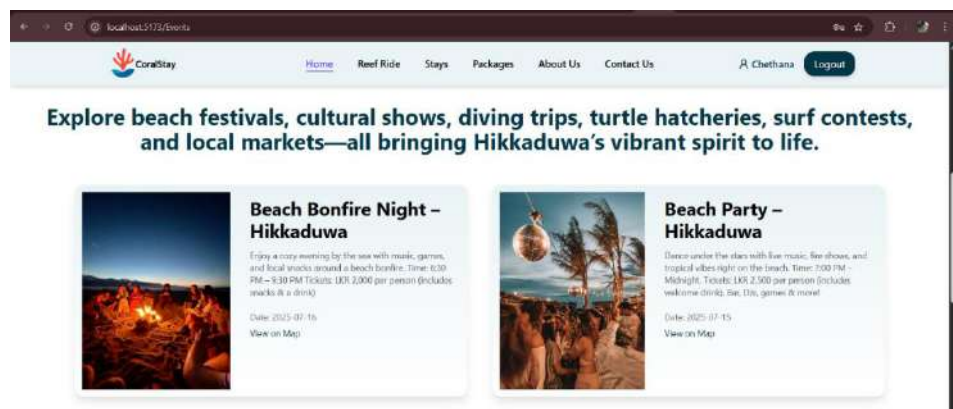 localhost:5173/Events
CoralStay
Home Reef Ride Stays Packages About Us Contact Us Chethana Logout
Explore beach festivals, cultural shows, diving trips, turtle hatcheries, surf contests,
and local markets—all bringing Hikkaduwa's vibrant spirit to life.
Beach Bonfire Night –
Hikkaduwa
Enjoy a cozy evening by the sea with music, games,
and local snacks around a beach bonfire. Time: 6:30
PM – 9:30 PM Tickets: LKR 2,000 per person (includes
snacks & a drink)
Date: 2025-07-16
View on Map
Beach Party –
Hikkaduwa
Dance under the stars with live music, fire shows, and
tropical vibes right on the beach. Time: 7:00 PM –
Midnight. Tickets: LKR 2,500 per person (includes
welcome drink). Bar, DJs, games & more!
Date: 2025-07-15
View on Map